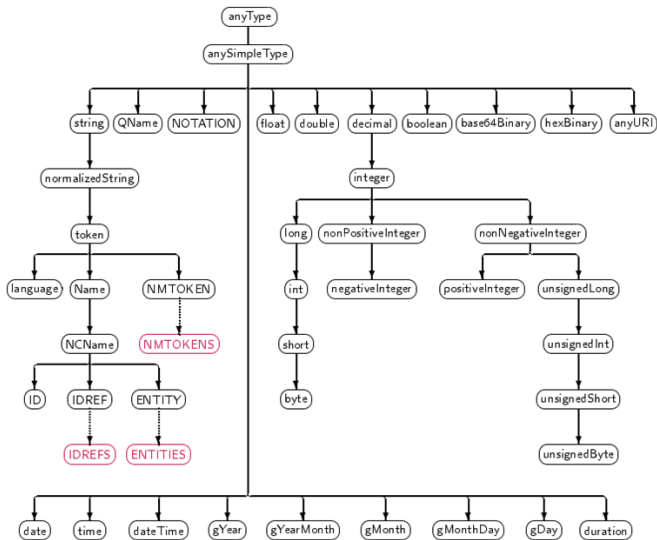 anyType
anySimpleType
string QName NOTATION float double decimal boolean base64Binary hexBinary anyURI
normalizedString integer
token long nonPositiveInteger nonNegativeInteger
language Name NMTOKEN int negativeInteger positiveInteger unsignedLong
NCName NMTOKENS short unsignedInt
ID IDREF ENTITY byte unsignedShort
IDREFS ENTITIES unsignedByte
date time dateTime gYear gYearMonth gMonth gMonthDay gDay duration